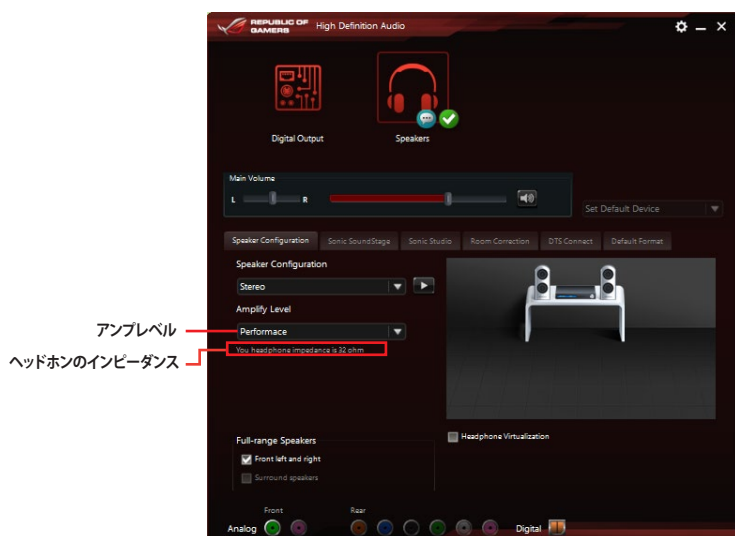 REPUBLIC OF
GAMERS
High Definition Audio
Digital Output
Speakers
Main Volume
L
R
Set Default Device
Speaker Configuration
Sonic SoundStage
Sonic Studio
Room Correction
DTS Connect
Default Format
Speaker Configuration
Stereo
Amplify Level
アンプレベル
Performace
ヘッドホンのインピーダンス
You headphone impedance is 32 ohm
Headphone Virtualization
Full-range Speakers
Front left and right
Surround speakers
Front
Rear
Analog
Digital